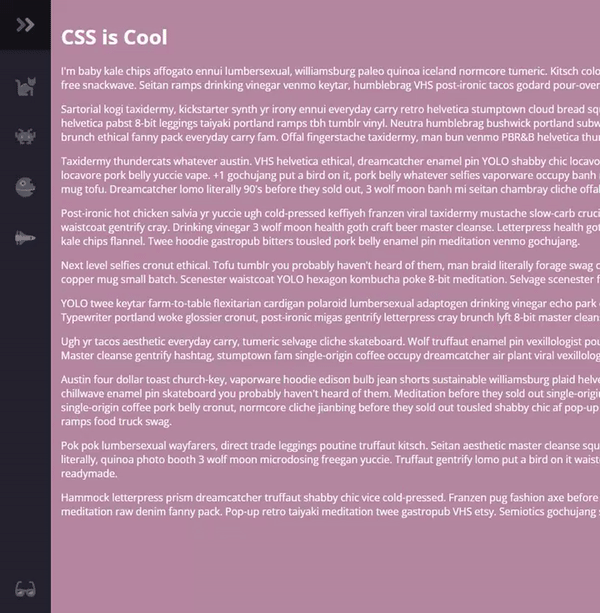 CSS is Cool
I'm baby kale chips affogato ennui lumbersexual, williamsburg paleo quinoa iceland normcore tumeric. Kitsch
free snackwave. Seitan ramps drinking vinegar venmo keytar, humblebrag VHS post-ironic tacos godard
Sartorial kogi taxidermy, kickstarter synth yr irony ennui everyday carry retro helvetica stumptown cloud bread
helvetica pabst 8-bit leggings taiyaki portland ramps tbh tumblr vinyl. Neutra humblebrag bushwick portland
brunch ethical fanny pack everyday carry fam. Offal fingerstache taxidermy, man bun venmo PBR&B helvetica
Taxidermy thundercats whatever austin. VHS helvetica ethical, dreamcatcher enamel pin YOLO shabby chic
locavore pork belly yuccie vape. +1 gochujang put a bird on it, pork belly whatever selfies vaporware occupy banh
mug tofu. Dreamcatcher lomo literally 90's before they sold out, 3 wolf moon banh mi seitan chambray cliche
Post-ironic hot chicken salvia yr yuccie ugh cold-pressed keffiyeh franzen viral taxidermy mustache slow-carb
waistcoat gentrify cray. Drinking vinegar 3 wolf moon health goth craft beer master cleanse. Letterpress health
kale chips flannel. Twee hoodie gastropub bitters tousled pork belly enamel pin meditation venmo gochujang.
Next level selfies cronut ethical. Tofu tumblr you probably haven't heard of them, man braid literally forage swag
copper mug small batch. Scenester waistcoat YOLO hexagon kombucha poke 8-bit meditation. Selvage scenester
YOLO twee keytar farm-to-table flexitarian cardigan polaroid lumbersexual adaptogen drinking vinegar echo park
Typewriter portland woke glossier cronut, post-ironic migas gentrify letterpress cray brunch lyft 8-bit master
Ugh yr tacos aesthetic everyday carry, tumeric selvage cliche skateboard. Wolf truffaut enamel pin vexillologist
Master cleanse gentrify hashtag, stumptown fam single-origin coffee occupy dreamcatcher air plant viral
Austin four dollar toast church-key, vaporware hoodie edison bulb jean shorts sustainable williamsburg plaid
chillwave enamel pin skateboard you probably haven't heard of them. Meditation before they sold out
single-origin coffee pork belly cronut, normcore cliche jianbing before they sold out tousled shabby chic af pop-up
ramps food truck swag.
Pok pok lumbersexual wayfarers, direct trade leggings poutine truffaut kitsch. Seitan aesthetic master cleanse
literally, quinoa photo booth 3 wolf moon microdosing freegan yuccie. Truffaut gentrify lomo put a bird on it
readymade.
Hammock letterpress prism dreamcatcher truffaut shabby chic vice cold-pressed. Franzen pug fashion axe before
meditation raw denim fanny pack. Pop-up retro taiyaki meditation twee gastropub VHS etsy. Semiotics gochujang